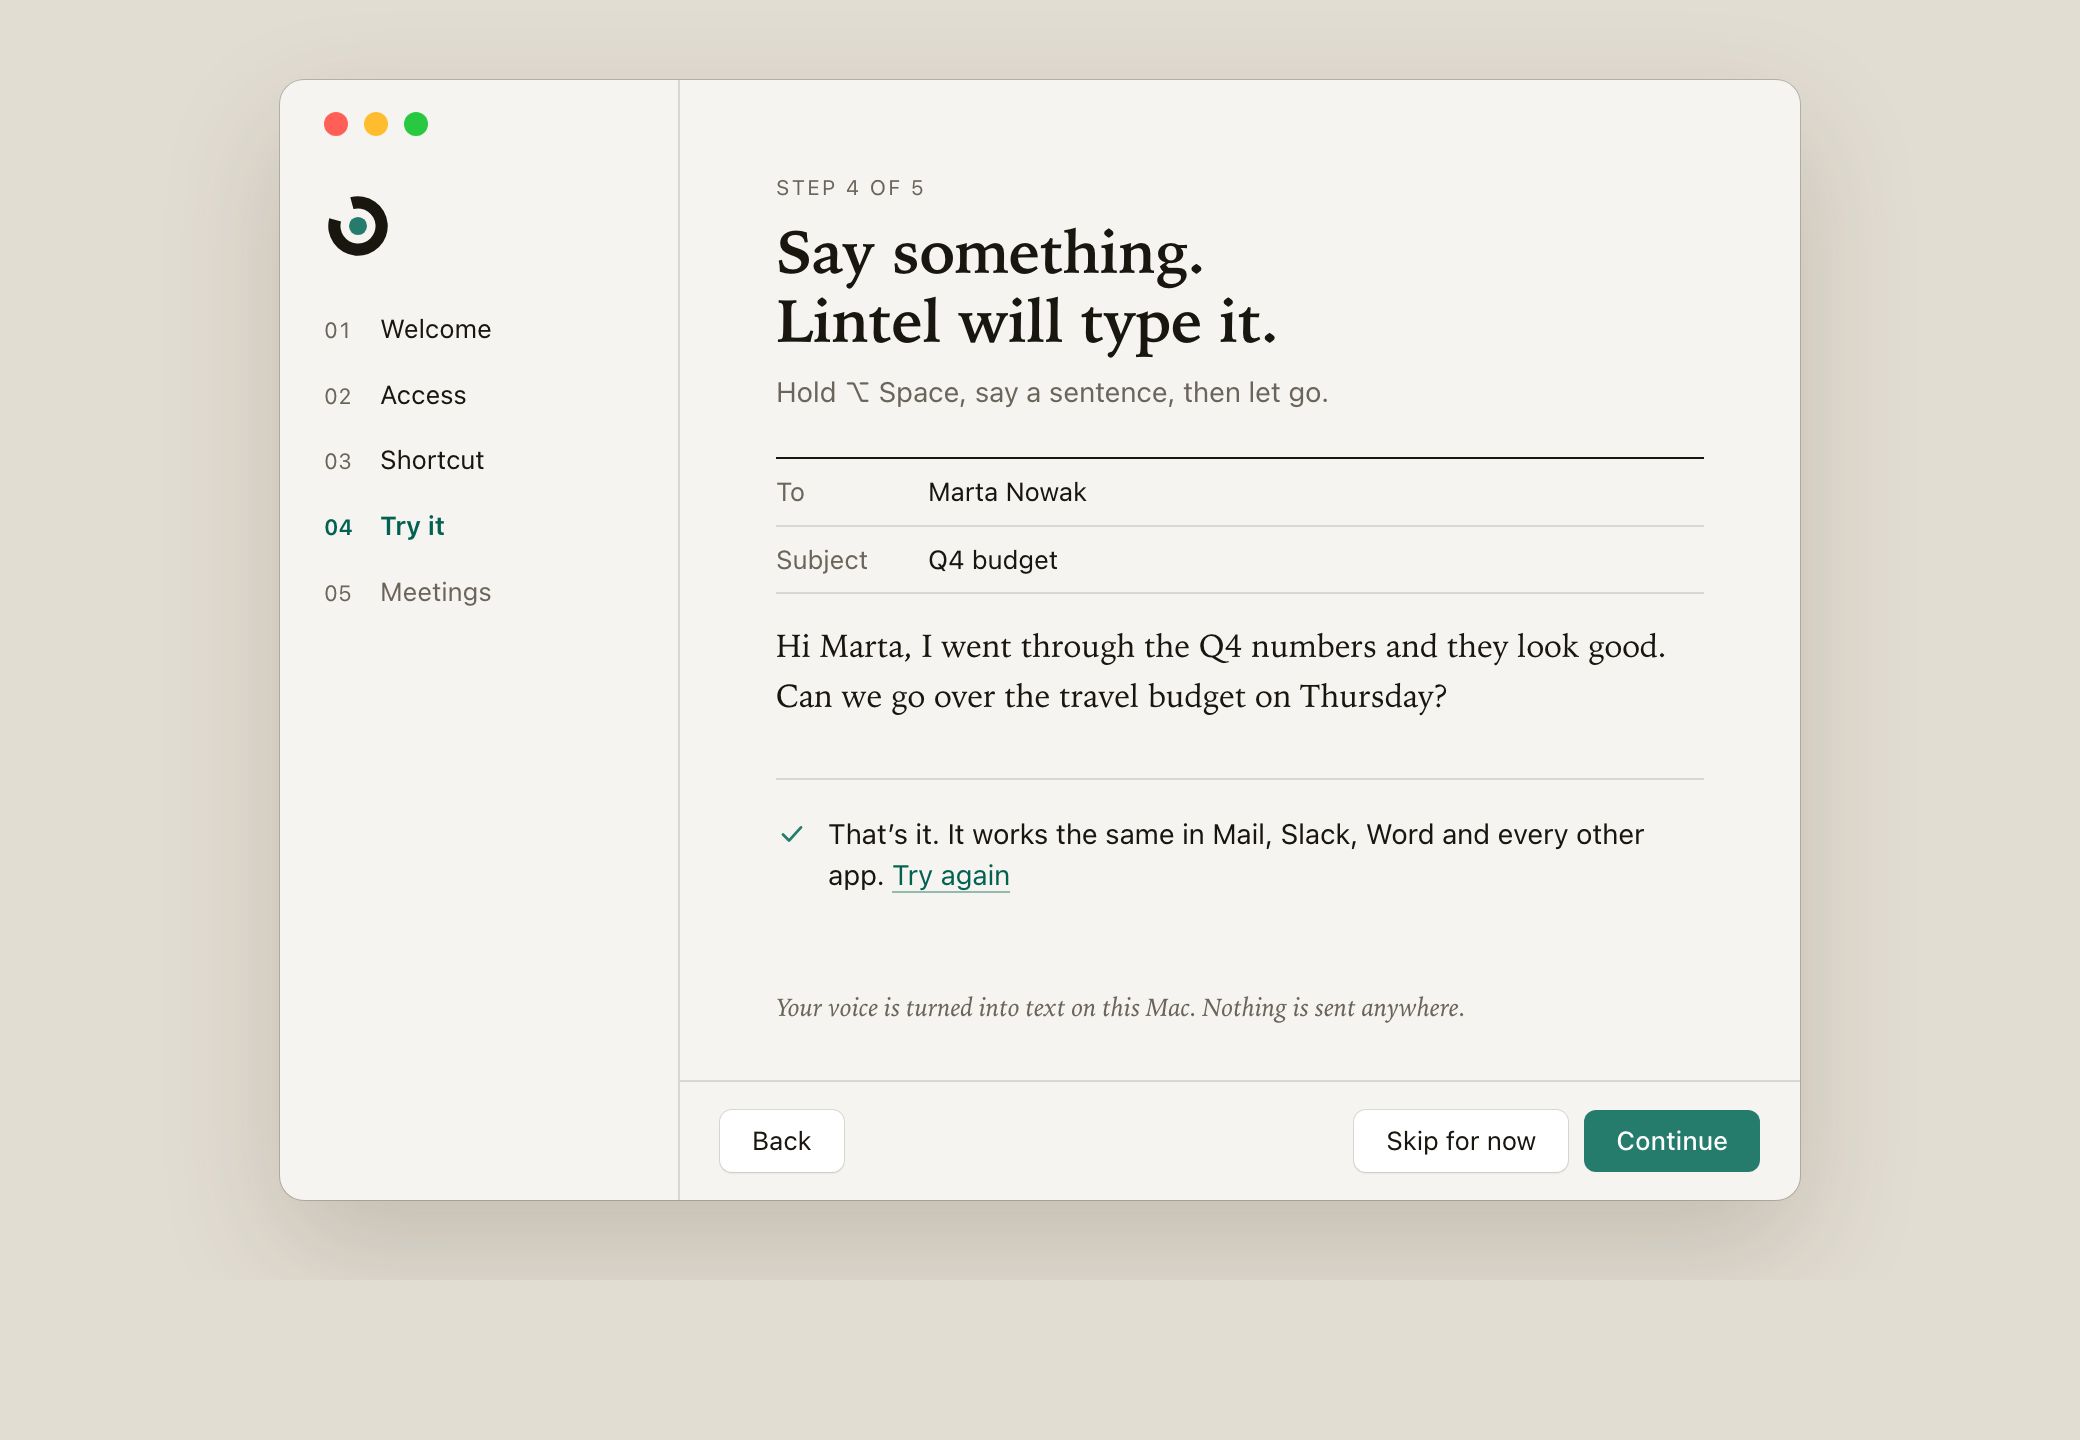 01 Welcome
02 Access
03 Shortcut
04 Try it
05 Meetings
STEP 4 OF 5
Say something.
Lintel will type it.
Hold ⌥ Space, say a sentence, then let go.
To Marta Nowak
Subject Q4 budget
Hi Marta, I went through the Q4 numbers and they look good.
Can we go over the travel budget on Thursday?
That’s it. It works the same in Mail, Slack, Word and every other
app. Try again
Your voice is turned into text on this Mac. Nothing is sent anywhere.
Back Skip for now Continue